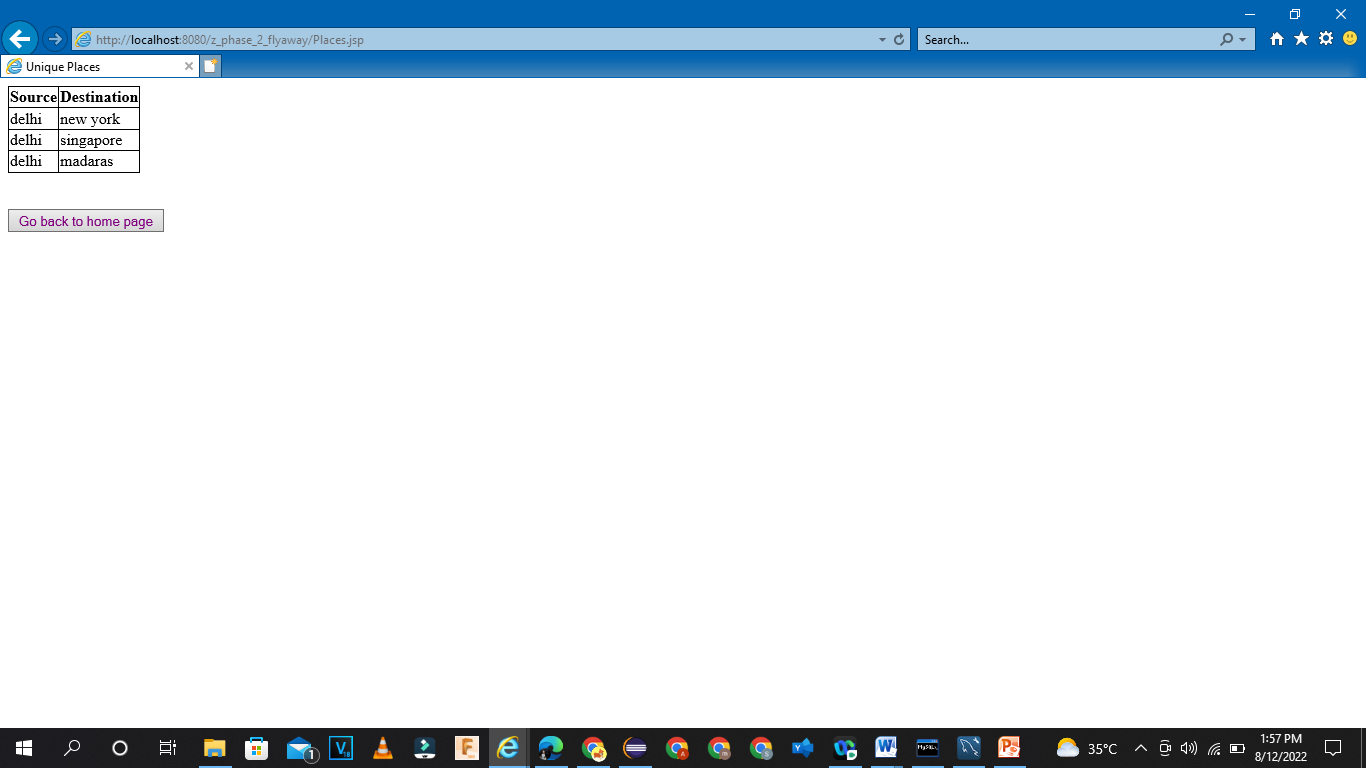 http://localhost:8080/z_phase_2_flyaway/Places.jsp
Search...
Unique Places
Source Destination
delhi new york
delhi singapore
delhi madaras
Go back to home page
1
35°C
1:57 PM
8/12/2022